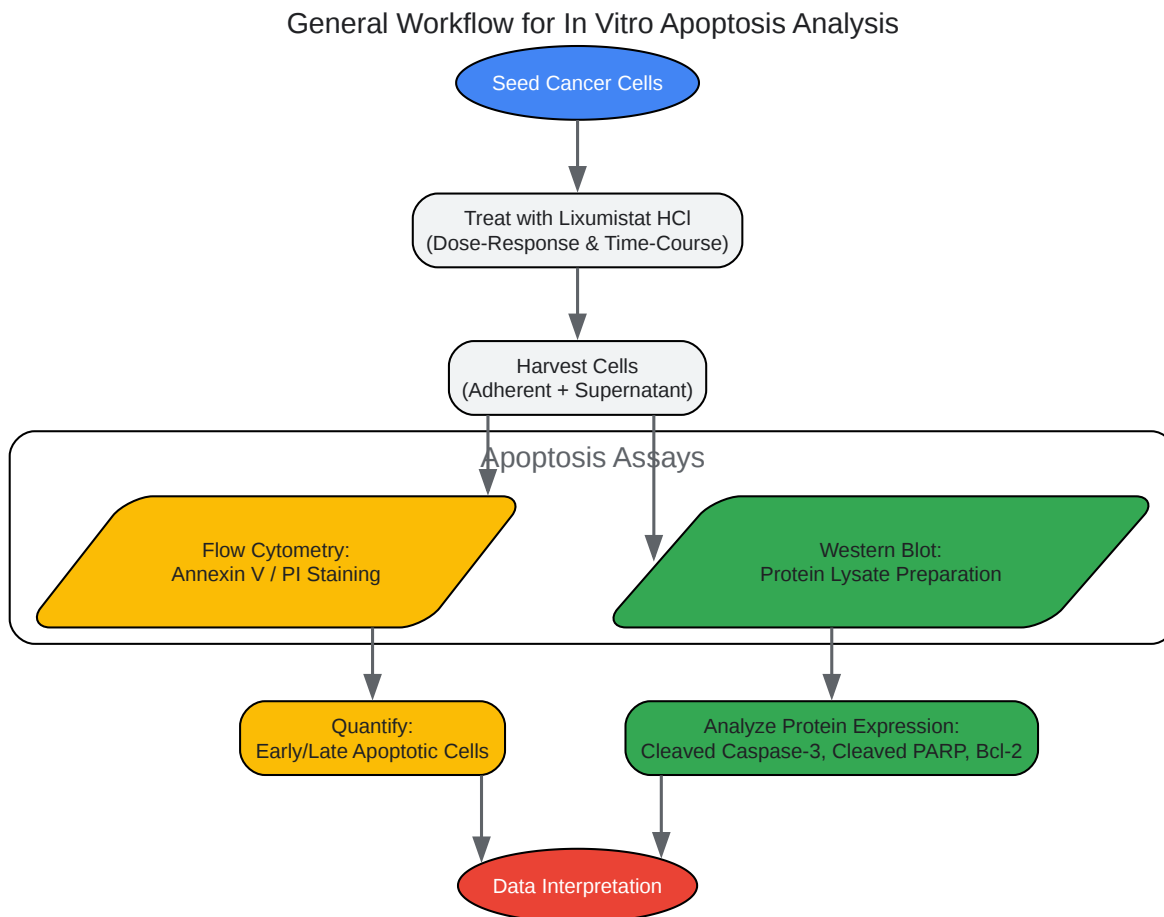 General Workflow for In Vitro Apoptosis Analysis
Seed Cancer Cells
Treat with Lixumistat HCl
(Dose-Response & Time-Course)
Harvest Cells
(Adherent + Supernatant)
Apoptosis Assays
Flow Cytometry:
Annexin V / PI Staining
Western Blot:
Protein Lysate Preparation
Quantify:
Early/Late Apoptotic Cells
Analyze Protein Expression:
Cleaved Caspase-3, Cleaved PARP, Bcl-2
Data Interpretation